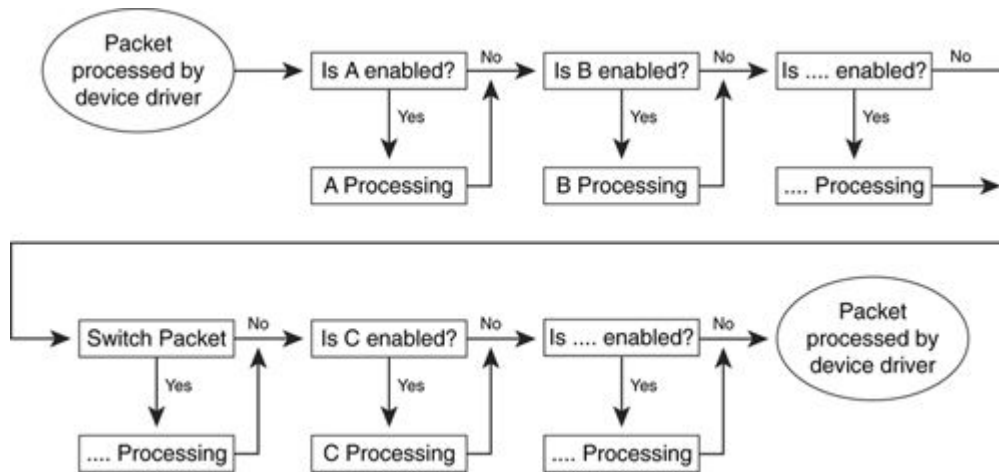 Packet
processed by
device driver
Is A enabled?
No
Is B enabled?
No
Is .... enabled?
No
Yes
Yes
Yes
A Processing
B Processing
.... Processing
Switch Packet
No
Is C enabled?
No
Is .... enabled?
No
Packet
processed by
device driver
Yes
Yes
Yes
.... Processing
C Processing
.... Processing